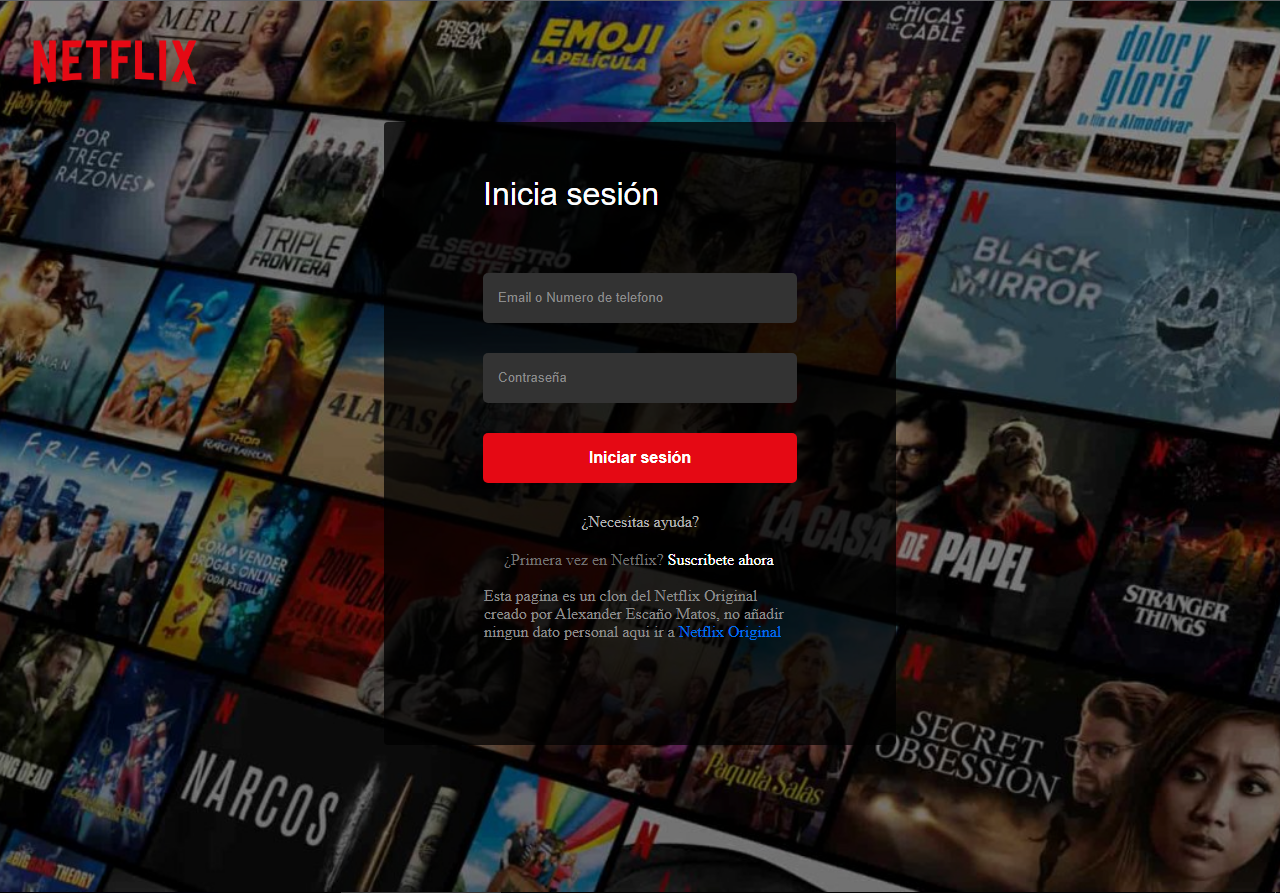 MERLÍ
PRISON
BREAK
EMOJI
LA PELÍCULA
LAS CHICAS
DEL CABLE
dolor y
gloria
Un film de Almodóvar
NETFLIX
Harry Potter
POR
TRECE
RAZONES
TRIPLE
FRONTERA
Inicia sesión
EL SECUESTRO
DE STELLA
COCO
BLACK
MIRROR
Email o Numero de telefono
h2o
WOMAN
THOR
RAGNAROK
4 LATAS
Contraseña
Iniciar sesión
FRIENDS
CÓMO VENDER
DROGAS ONLINE
A TODA PASTILLA
POINT BLANK
LA CASA
DE PAPEL
STRANGER
THINGS
¿Necesitas ayuda?
¿Primera vez en Netflix? Suscribete ahora
Esta pagina es un clon del Netflix Original
creado por Alexander Escaño Matos, no añadir
ningun dato personal aqui ir a Netflix Original
SECRET
OBSESSION
DEAD
NARCOS
Paquita Salas
BIG BANG THEORY